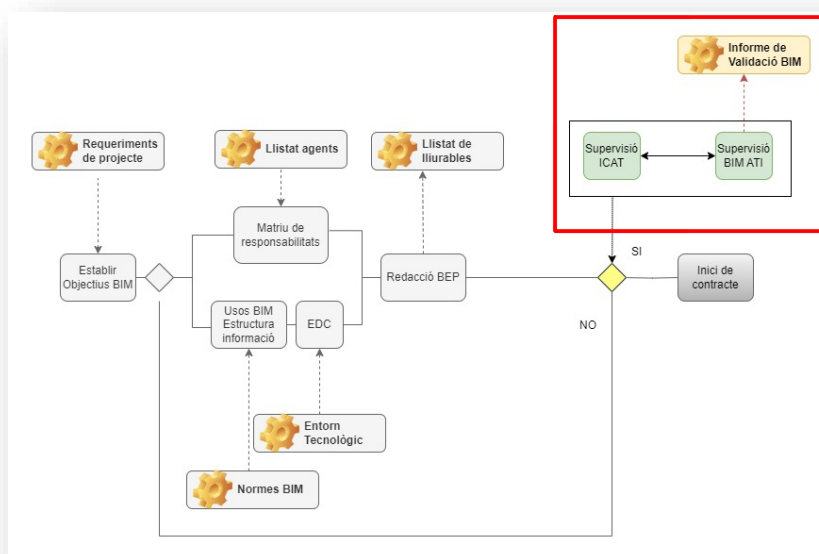 Informe de
Validació BIM
Requeriments
de projecte
Llistat agents
Llistat de
lliurables
Supervisió
ICAT
Supervisió
BIM ATI
Matriu de
responsabilitats
SI
Establir
Objectius BIM
Redacció BEP
Inici de
contracte
Usos BIM
Estructura
informació
EDC
NO
Entorn
Tecnológic
Normes BIM